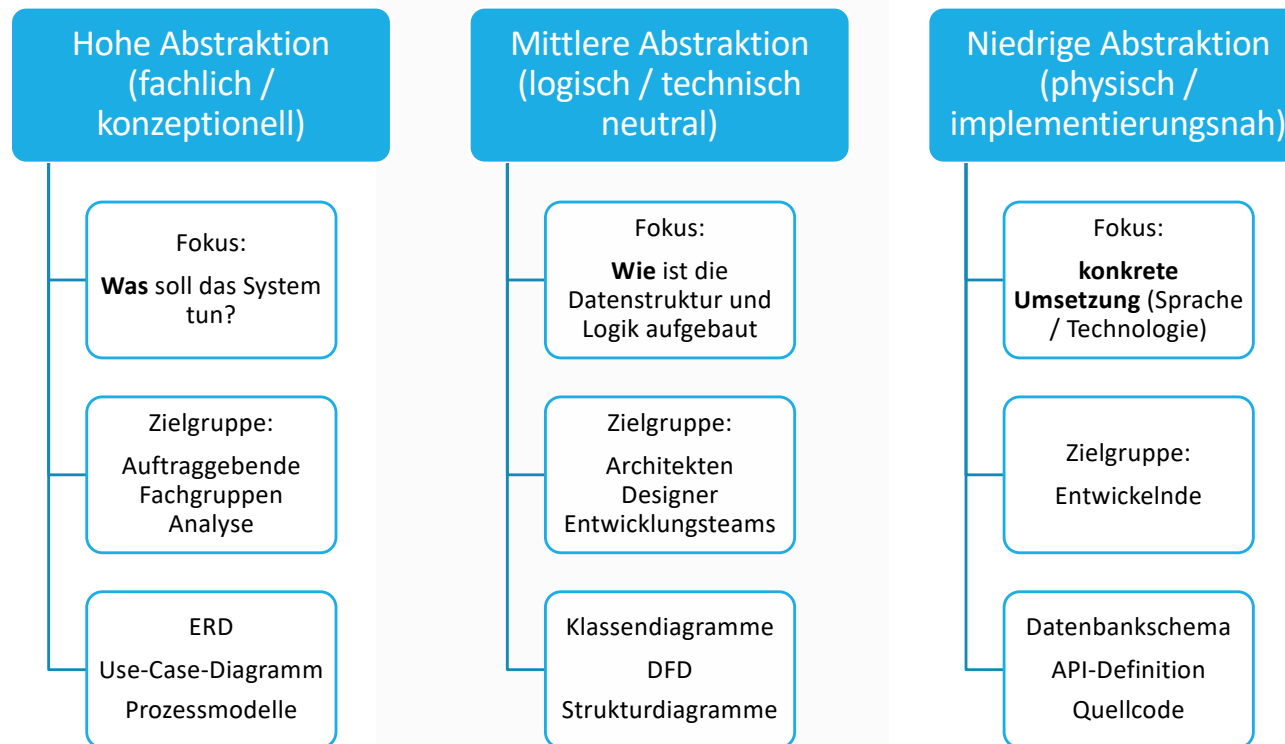 Hohe Abstraktion
(fachlich /
konzeptionell)
Fokus:
Was soll das System
tun?
Zielgruppe:
Auftraggebende
Fachgruppen
Analyse
ERD
Use-Case-Diagramm
Prozessmodelle
Mittlere Abstraktion
(logisch / technisch
neutral)
Fokus:
Wie ist die
Datenstruktur und
Logik aufgebaut
Zielgruppe:
Architekten
Designer
Entwicklungsteams
Klassendiagramme
DFD
Strukturdiagramme
Niedrige Abstraktion
(physisch /
implementierungsnah)
Fokus:
konkrete
Umsetzung (Sprache
/ Technologie)
Zielgruppe:
Entwickelnde
Datenbankschema
API-Definition
Quellcode